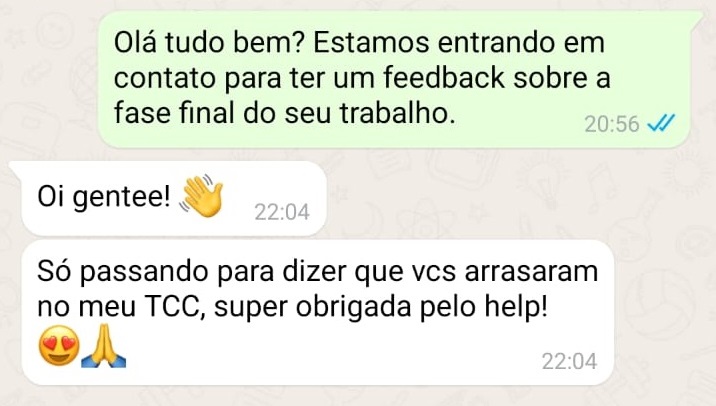 Olá tudo bem? Estamos entrando em
contato para ter um feedback sobre a
fase final do seu trabalho.
20:56
Oi gentee! 👋
22:04
Só passando para dizer que vcs arrasaram
no meu TCC, super obrigada pelo help!
😍🙏
22:04